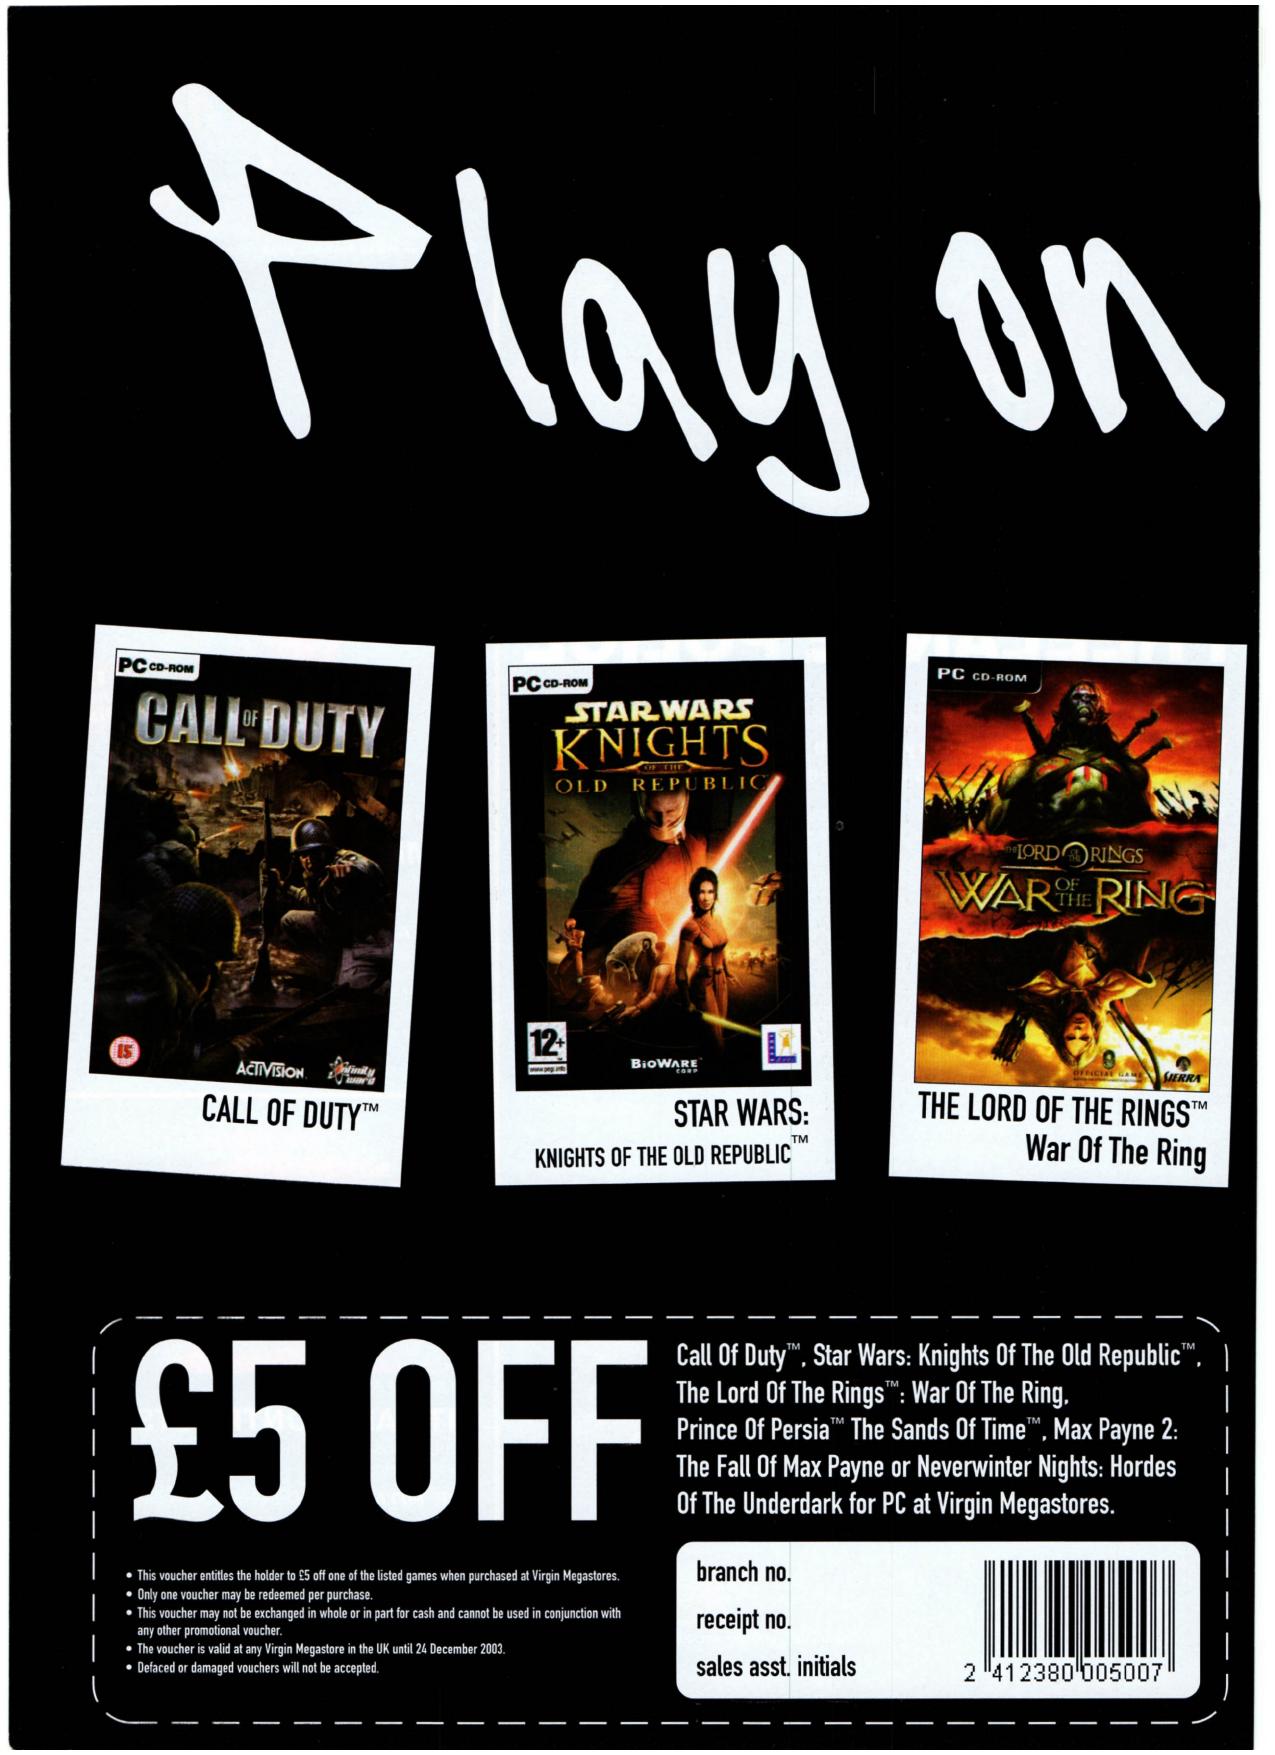 Play on
PC CD-ROM
CALL OF DUTY
15
ACTIVISION
Infinity Ward
CALL OF DUTY™
PC CD-ROM
STAR WARS
KNIGHTS
OF THE
OLD REPUBLIC
12+
www.pegi.info
BIOWARE
CORP
STAR WARS:
KNIGHTS OF THE OLD REPUBLIC™
PC CD-ROM
THE LORD OF THE RINGS
WAR OF THE RING
OFFICIAL GAME
SIERRA
THE LORD OF THE RINGS™
War Of The Ring
£5 OFF
Call Of Duty™, Star Wars: Knights Of The Old Republic™,
The Lord Of The Rings™: War Of The Ring,
Prince Of Persia™ The Sands Of Time™, Max Payne 2:
The Fall Of Max Payne or Neverwinter Nights: Hordes
Of The Underdark for PC at Virgin Megastores.
• This voucher entitles the holder to £5 off one of the listed games when purchased at Virgin Megastores.
• Only one voucher may be redeemed per purchase.
• This voucher may not be exchanged in whole or in part for cash and cannot be used in conjunction with
any other promotional voucher.
• The voucher is valid at any Virgin Megastore in the UK until 24 December 2003.
• Defaced or damaged vouchers will not be accepted.
branch no.
receipt no.
sales asst. initials
2 412380 005007